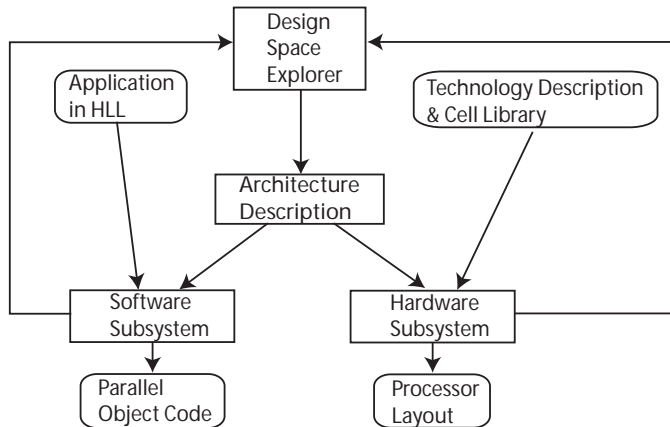 Design
Space
Explorer
Application
in HLL
Technology Description
& Cell Library
Architecture
Description
Software
Subsystem
Hardware
Subsystem
Parallel
Object Code
Processor
Layout